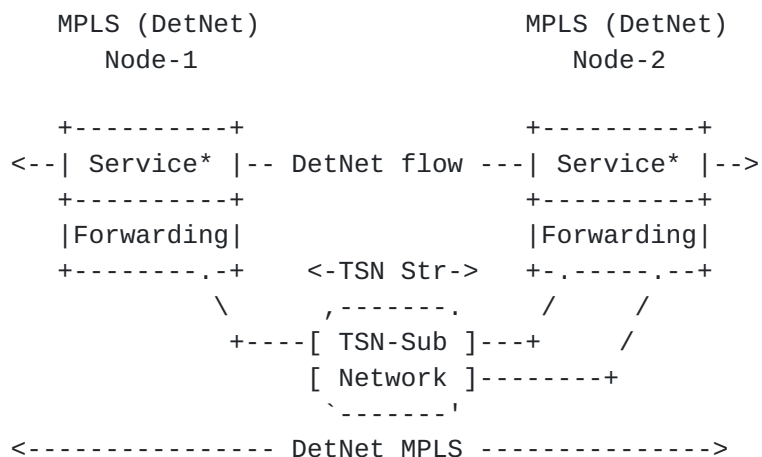 MPLS (DetNet)                 MPLS (DetNet)
      Node-1                        Node-2

   +----------+                  +----------+
<--| Service* |-- DetNet flow ---| Service* |-->
   +----------+                  +----------+
   |Forwarding|                  |Forwarding|
   +--------.-+    <-TSN Str->   +-.-----.--+
             \      ,-------.     /     /
              +----[ TSN-Sub ]---+     /
                   [ Network ]--------+
                    `-------'
<---------------- DetNet MPLS --------------->